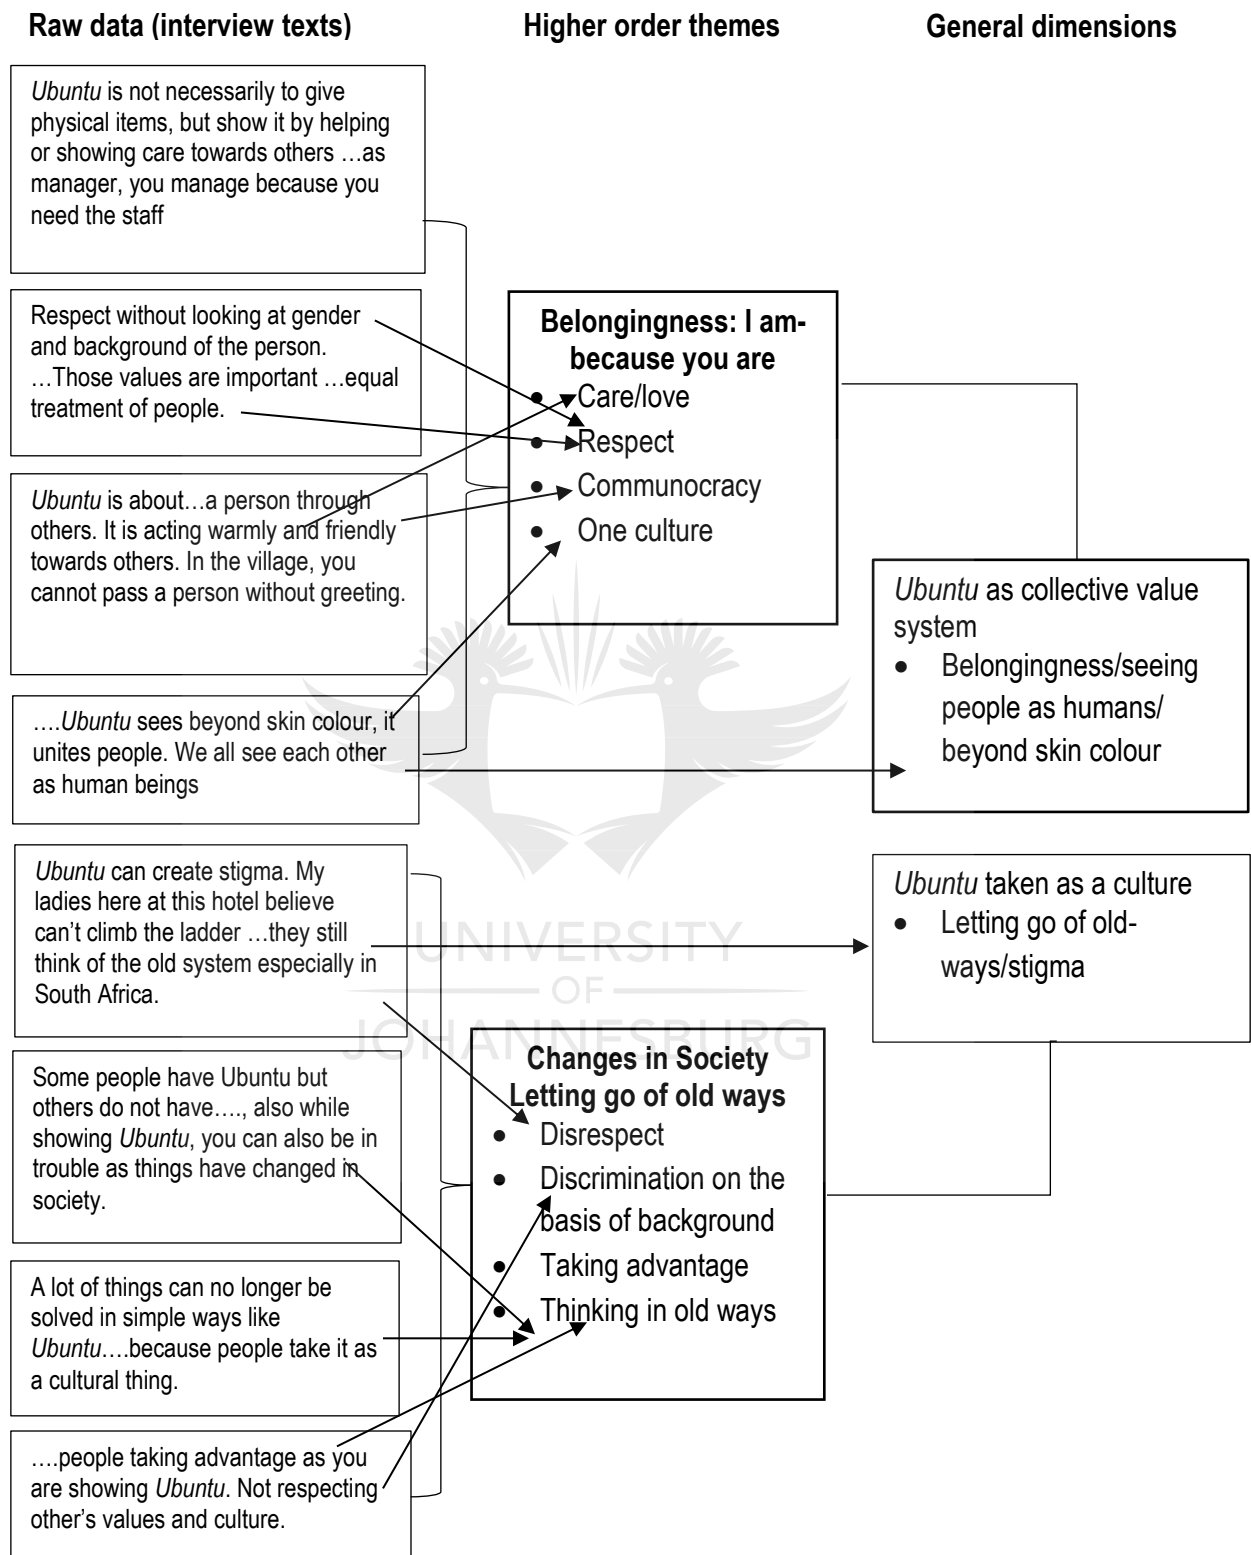 Raw data (interview texts)
Higher order themes
General dimensions
Ubuntu is not necessarily to give
physical items, but show it by helping
or showing care towards others …as
manager, you manage because you
need the staff
Respect without looking at gender
and background of the person.
…Those values are important …equal
treatment of people.
Ubuntu is about…a person through
others. It is acting warmly and friendly
towards others. In the village, you
cannot pass a person without greeting.
….Ubuntu sees beyond skin colour, it
unites people. We all see each other
as human beings
Ubuntu can create stigma. My
ladies here at this hotel believe
can’t climb the ladder …they still
think of the old system especially in
South Africa.
Some people have Ubuntu but
others do not have…., also while
showing Ubuntu, you can also be in
trouble as things have changed in
society.
A lot of things can no longer be
solved in simple ways like
Ubuntu….because people take it as
a cultural thing.
….people taking advantage as you
are showing Ubuntu. Not respecting
other’s values and culture.
Belongingness: I am-
because you are
• Care/love
• Respect
• Communocracy
• One culture
Changes in Society
Letting go of old ways
• Disrespect
• Discrimination on the
basis of background
• Taking advantage
• Thinking in old ways
Ubuntu as collective value
system
• Belongingness/seeing
people as humans/
beyond skin colour
Ubuntu taken as a culture
• Letting go of old-
ways/stigma
UNIVERSITY
OF
JOHANNESBURG